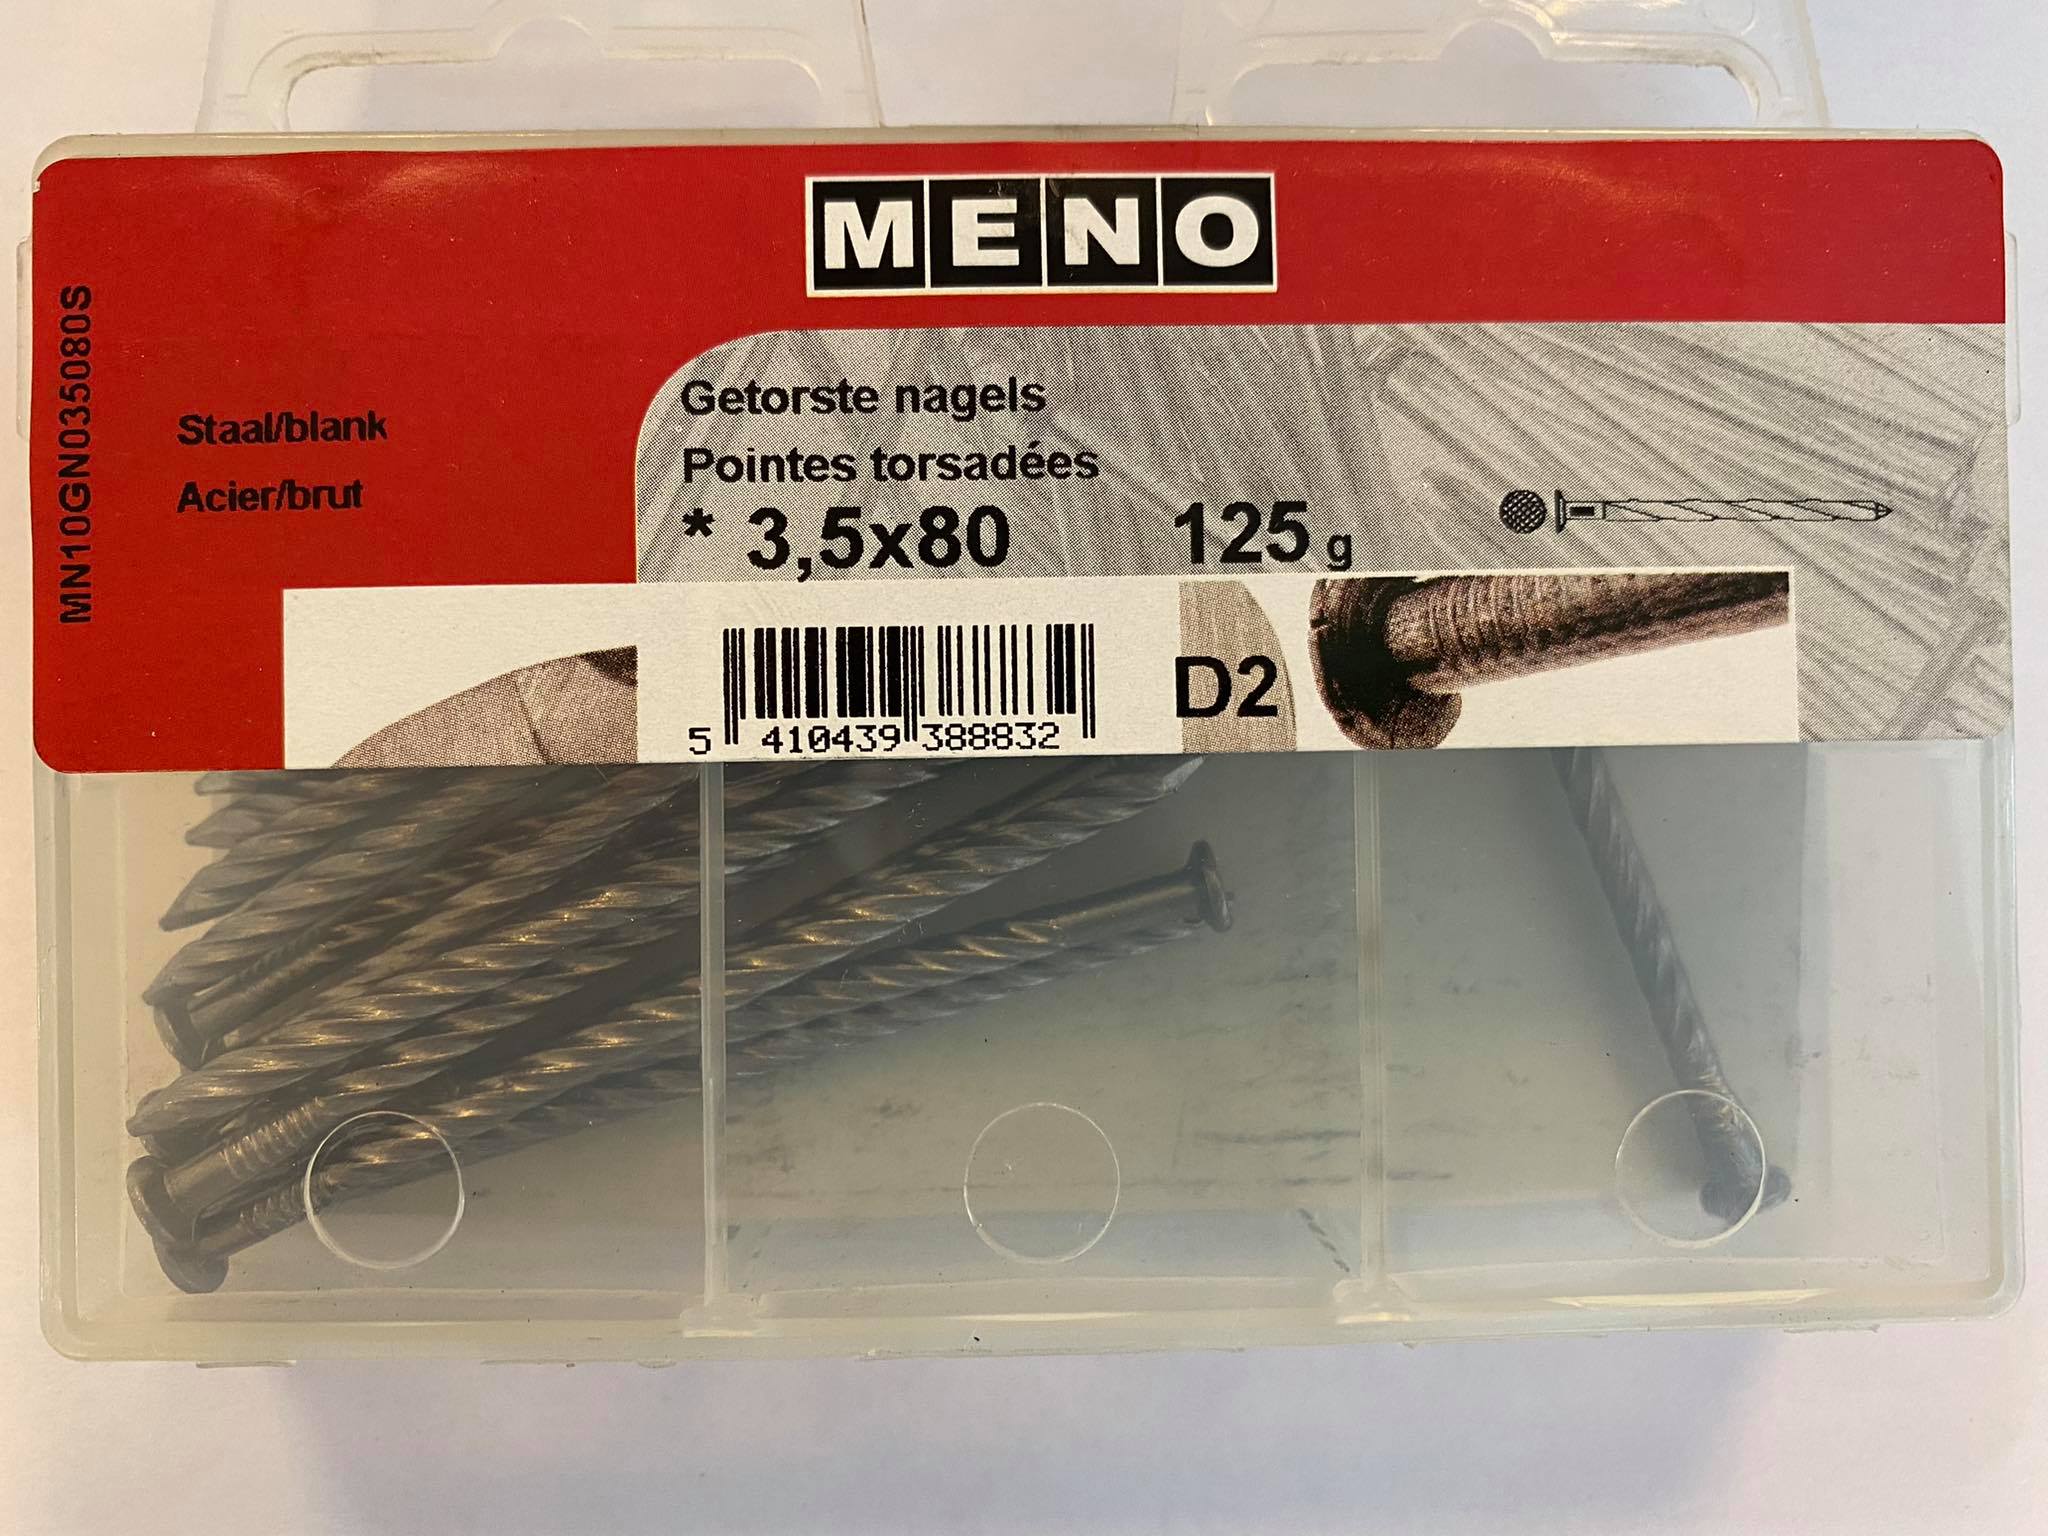 MENO
MN10GN035080S
Staal/blank
Acier/brut
Getorste nagels
Pointes torsadées
* 3,5x80 125 g
5 410439 388832
D2